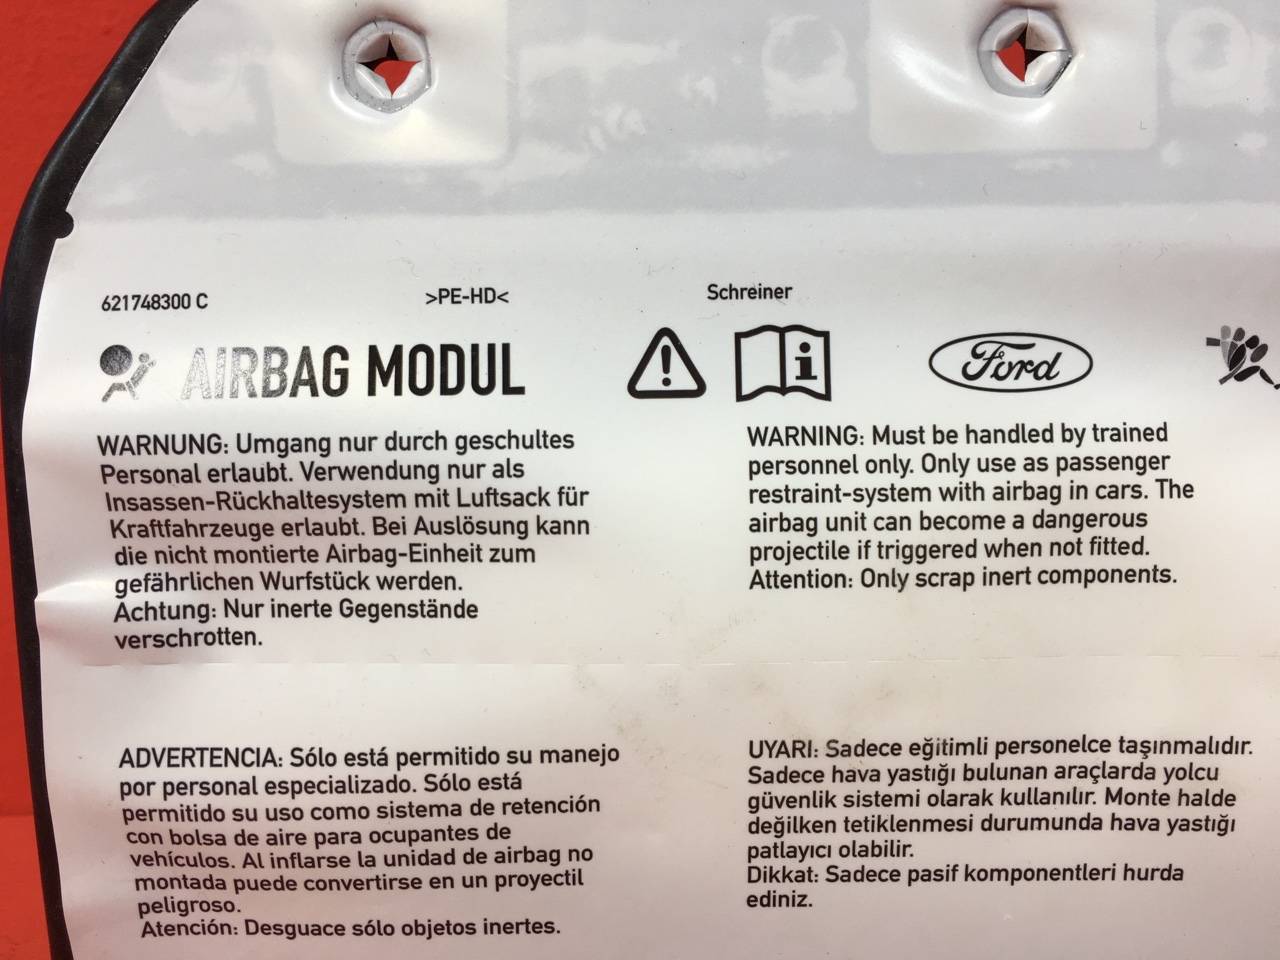 621748300 C
>PE-HD<
Schreiner
AIRBAG MODUL
Ford
WARNUNG: Umgang nur durch geschultes
Personal erlaubt. Verwendung nur als
Insassen-Rückhaltesystem mit Luftsack für
Kraftfahrzeuge erlaubt. Bei Auslösung kann
die nicht montierte Airbag-Einheit zum
gefährlichen Wurfstück werden.
Achtung: Nur inerte Gegenstände
verschrotten.
WARNING: Must be handled by trained
personnel only. Only use as passenger
restraint-system with airbag in cars. The
airbag unit can become a dangerous
projectile if triggered when not fitted.
Attention: Only scrap inert components.
ADVERTENCIA: Sólo está permitido su manejo
por personal especializado. Sólo está
permitido su uso como sistema de retención
con bolsa de aire para ocupantes de
vehículos. Al inflarse la unidad de airbag no
montada puede convertirse en un proyectil
peligroso.
Atención: Desguace sólo objetos inertes.
UYARI: Sadece eğitimli personelce taşınmalıdır.
Sadece hava yastığı bulunan araçlarda yolcu
güvenlik sistemi olarak kullanılır. Monte halde
değilken tetiklenmesi durumunda hava yastığı
patlayıcı olabilir.
Dikkat: Sadece pasif komponentleri hurda
ediniz.